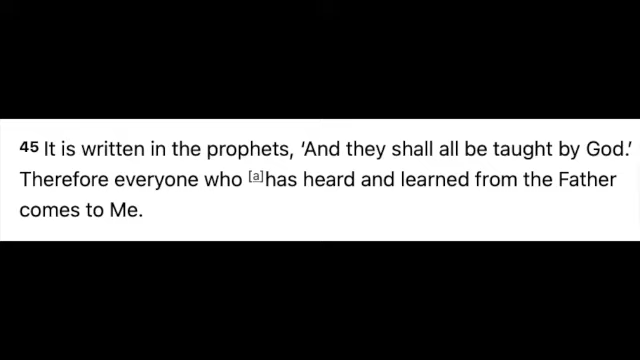 45 It is written in the prophets, ‘And they shall all be taught by God.’
Therefore everyone who [a]has heard and learned from the Father
comes to Me.